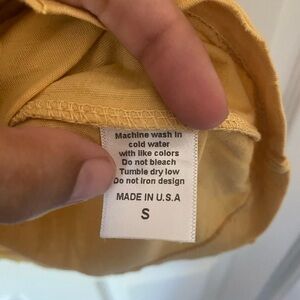 Machine wash in
cold water
with like colors
Do not bleach
Tumble dry low
Do not iron design
MADE IN U.S.A
S